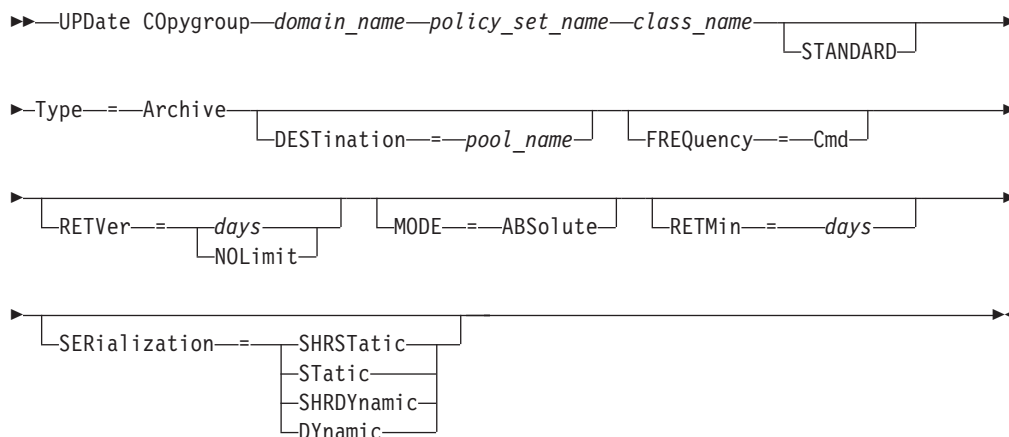 UPDate COpygroup domain_name policy_set_name class_name
STANDARD
Type = Archive
DESTination = pool_name
FREQuency = Cmd
RETVer = days
NOLimit
MODE = ABSolute
RETMin = days
SERialization = SHRSTatic
STatic
SHRDYnamic
DYnamic